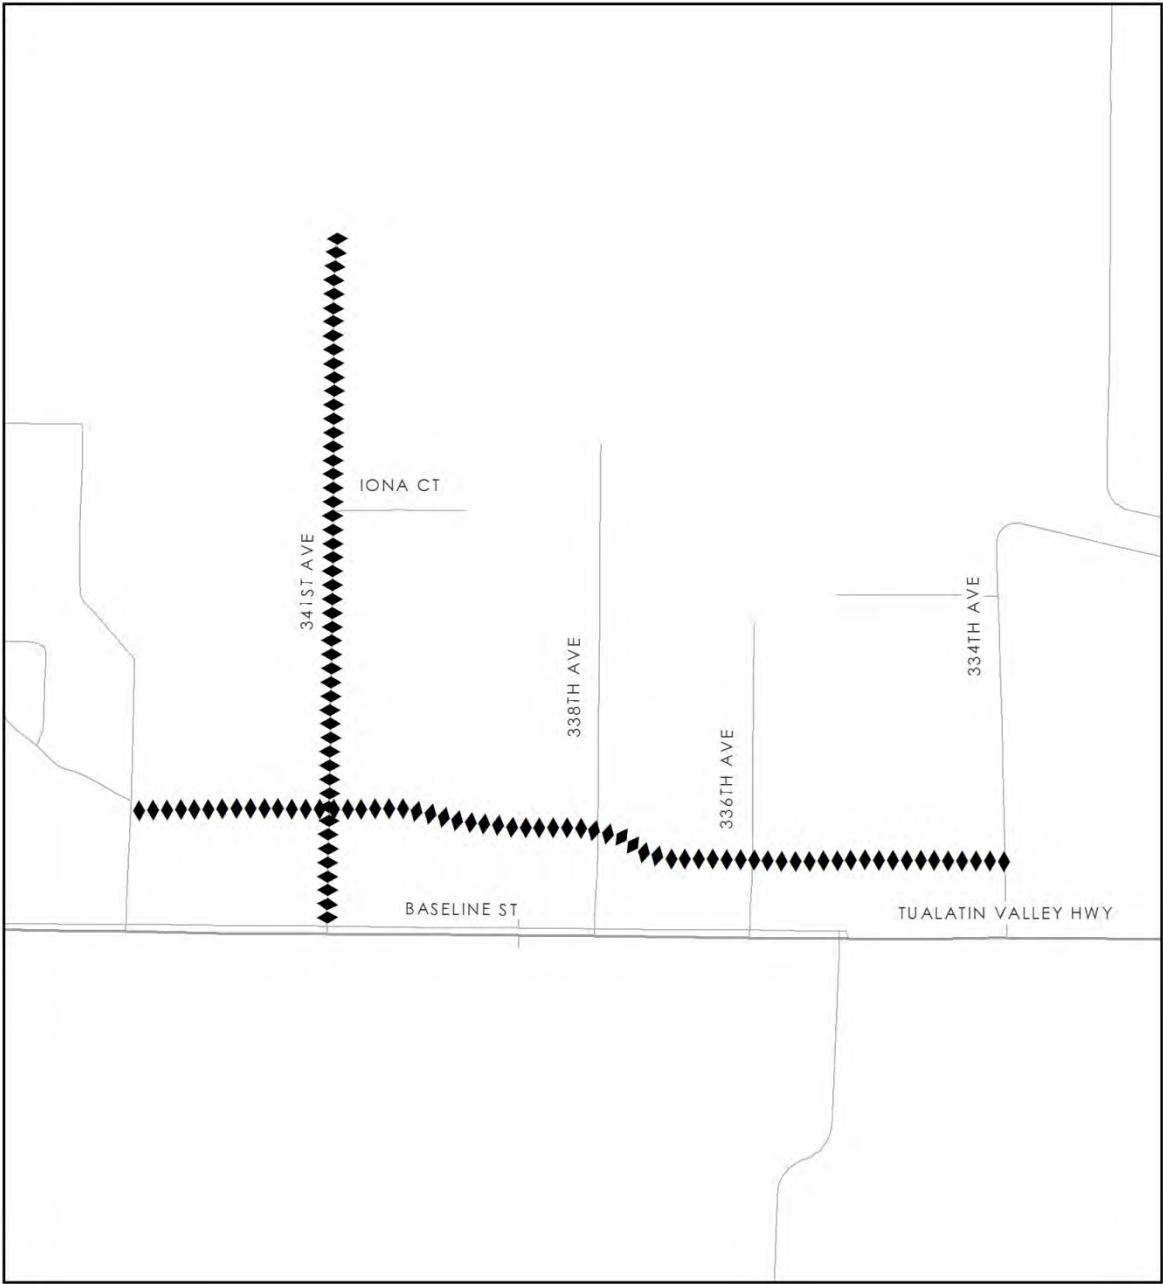 IONA CT
341ST AVE
334TH AVE
338TH AVE
336TH AVE
BASELINE ST
TUALATIN VALLEY HWY